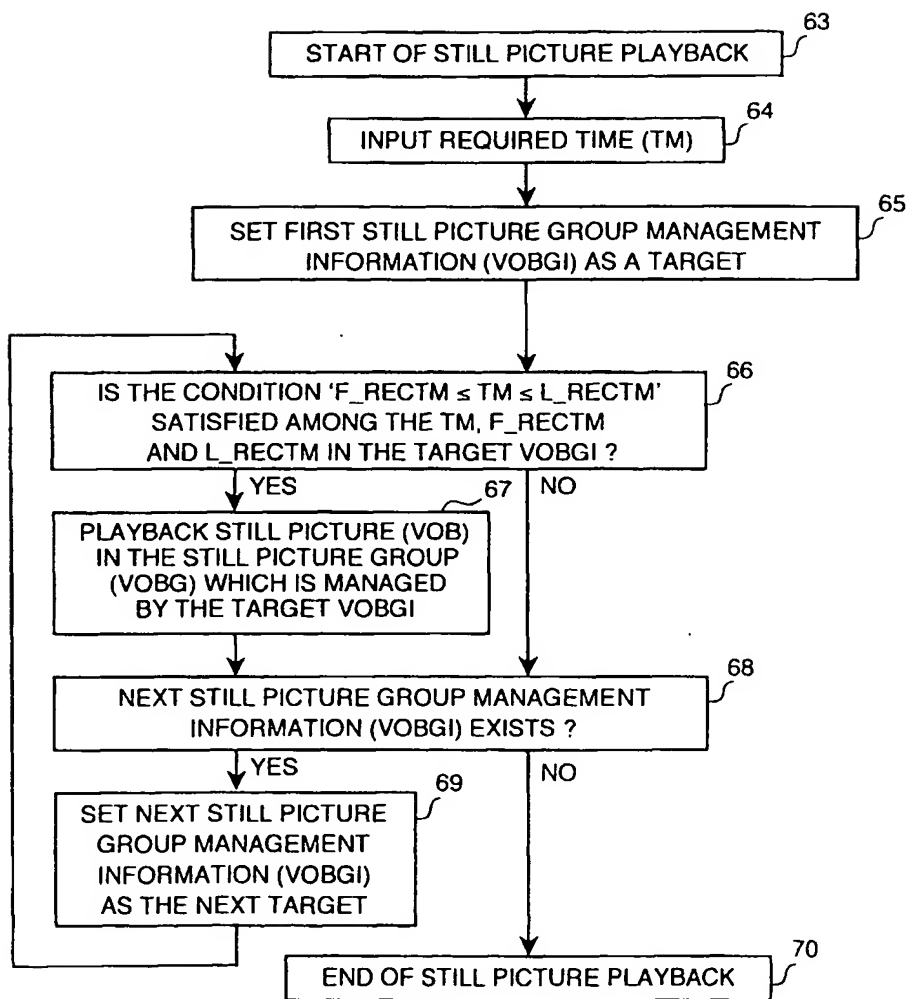 63
START OF STILL PICTURE PLAYBACK
64
INPUT REQUIRED TIME (TM)
65
SET FIRST STILL PICTURE GROUP MANAGEMENT
INFORMATION (VOBGI) AS A TARGET
66
IS THE CONDITION 'F_RECTM ≤ TM ≤ L_RECTM'
SATISFIED AMONG THE TM, F_RECTM
AND L_RECTM IN THE TARGET VOBGI ?
YES
67
NO
PLAYBACK STILL PICTURE (VOB)
IN THE STILL PICTURE GROUP
(VOBG) WHICH IS MANAGED
BY THE TARGET VOBGI
68
NEXT STILL PICTURE GROUP MANAGEMENT
INFORMATION (VOBGI) EXISTS ?
YES
69
NO
SET NEXT STILL PICTURE
GROUP MANAGEMENT
INFORMATION (VOBGI)
AS THE NEXT TARGET
70
END OF STILL PICTURE PLAYBACK